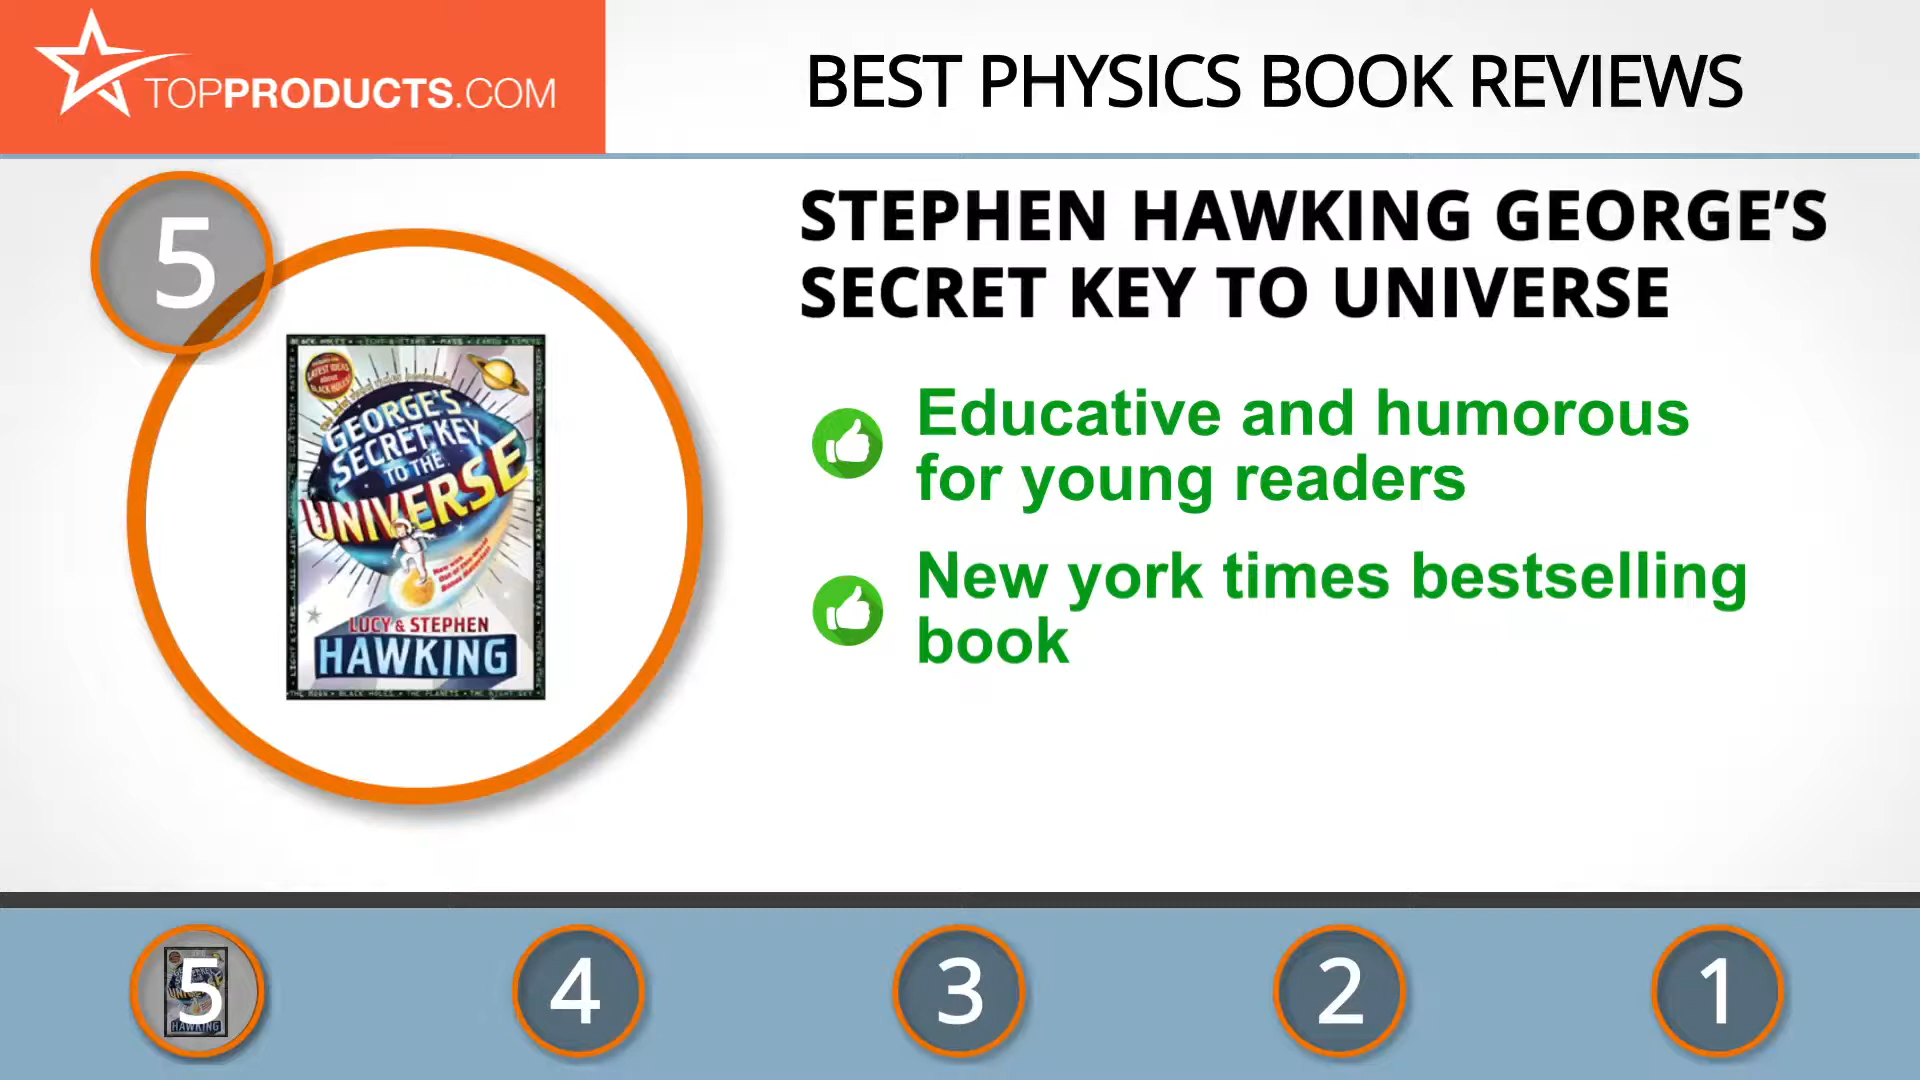 TOPPRODUCTS.COM
BEST PHYSICS BOOK REVIEWS
5
STEPHEN HAWKING GEORGE’S
SECRET KEY TO UNIVERSE
GEORGE'S
SECRET KEY
TO THE
UNIVERSE
LUCY & STEPHEN
HAWKING
Educative and humorous
for young readers
New york times bestselling
book
5
4
3
2
1